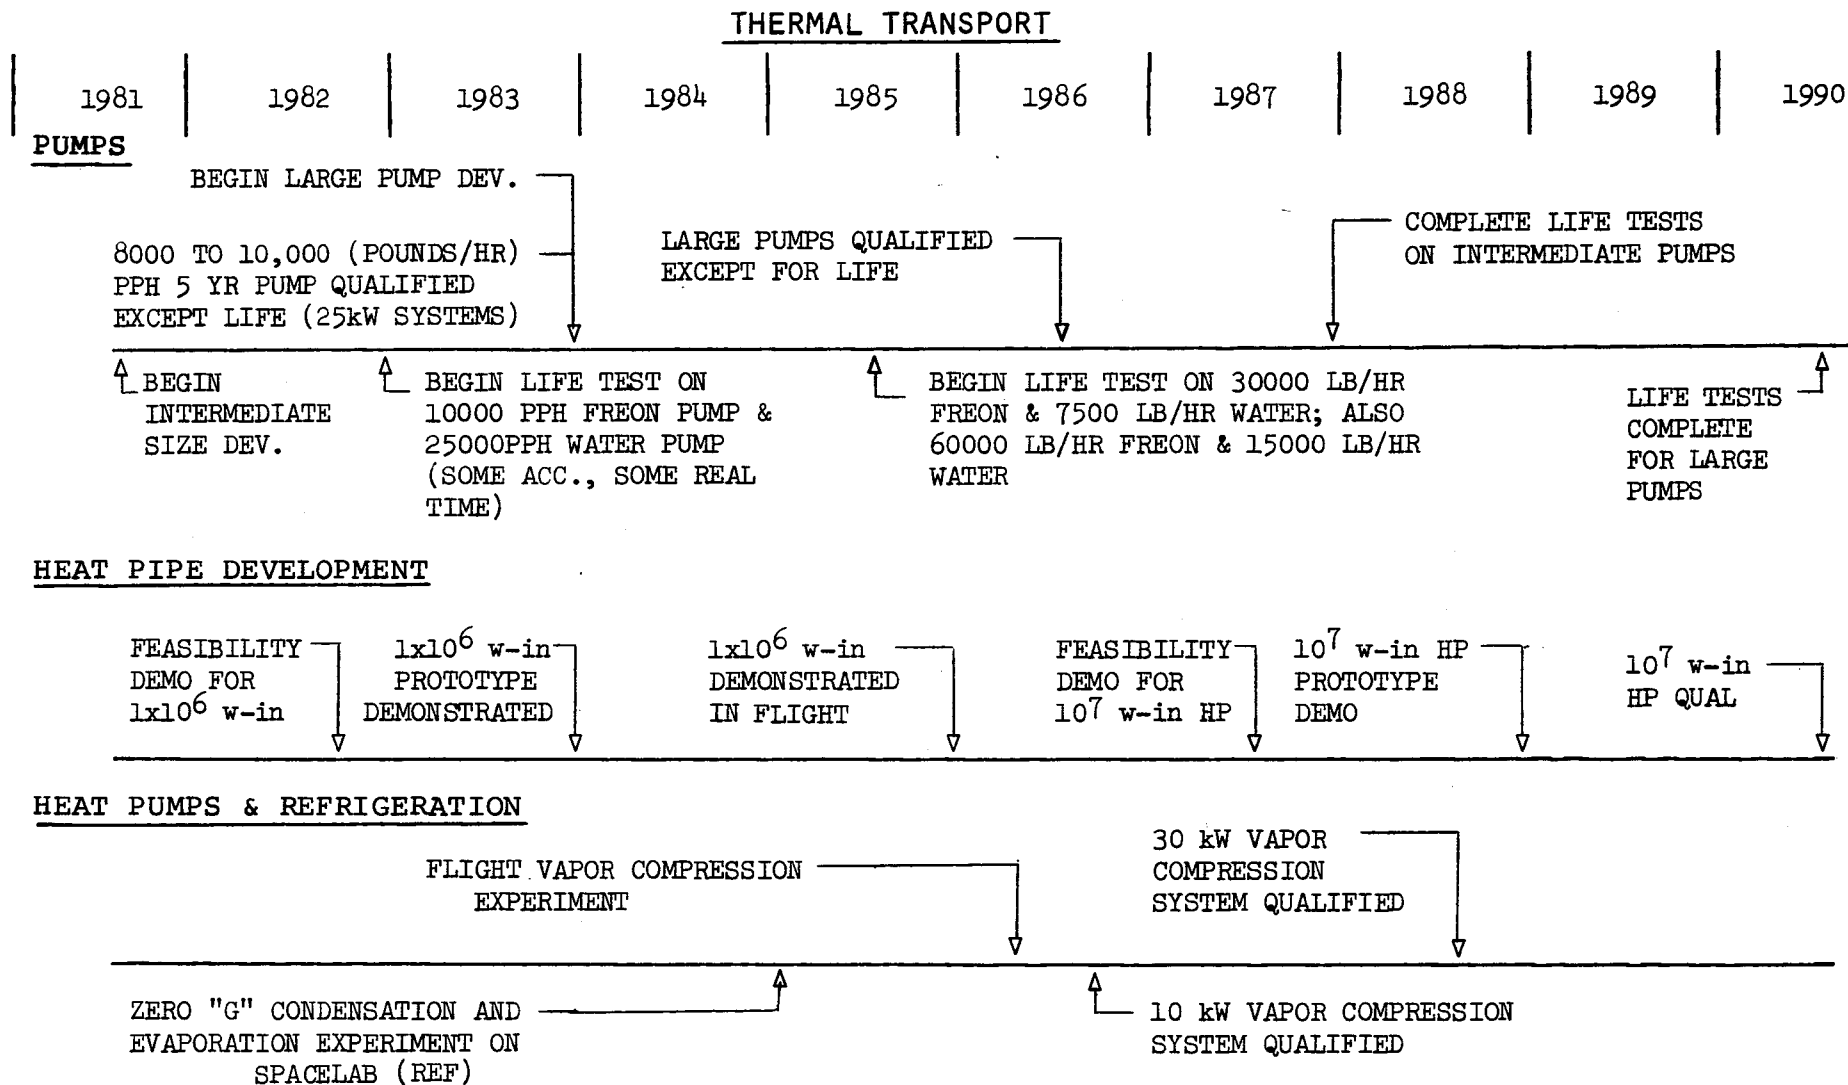 THERMAL TRANSPORT
1981 1982 1983 1984 1985 1986 1987 1988 1989 1990
PUMPS
BEGIN LARGE PUMP DEV.
8000 TO 10,000 (POUNDS/HR)
PPH 5 YR PUMP QUALIFIED
EXCEPT LIFE (25kW SYSTEMS)
LARGE PUMPS QUALIFIED
EXCEPT FOR LIFE
COMPLETE LIFE TESTS
ON INTERMEDIATE PUMPS
BEGIN
INTERMEDIATE
SIZE DEV.
BEGIN LIFE TEST ON
10000 PPH FREON PUMP &
25000PPH WATER PUMP
(SOME ACC., SOME REAL
TIME)
BEGIN LIFE TEST ON 30000 LB/HR
FREON & 7500 LB/HR WATER; ALSO
60000 LB/HR FREON & 15000 LB/HR
WATER
LIFE TESTS
COMPLETE
FOR LARGE
PUMPS
HEAT PIPE DEVELOPMENT
FEASIBILITY
DEMO FOR
1x10⁶ w-in
1x10⁶ w-in
PROTOTYPE
DEMONSTRATED
1x10⁶ w-in
DEMONSTRATED
IN FLIGHT
FEASIBILITY
DEMO FOR
10⁷ w-in HP
10⁷ w-in HP
PROTOTYPE
DEMO
10⁷ w-in
HP QUAL
HEAT PUMPS & REFRIGERATION
FLIGHT VAPOR COMPRESSION
EXPERIMENT
30 kW VAPOR
COMPRESSION
SYSTEM QUALIFIED
ZERO "G" CONDENSATION AND
EVAPORATION EXPERIMENT ON
SPACELAB (REF)
10 kW VAPOR COMPRESSION
SYSTEM QUALIFIED